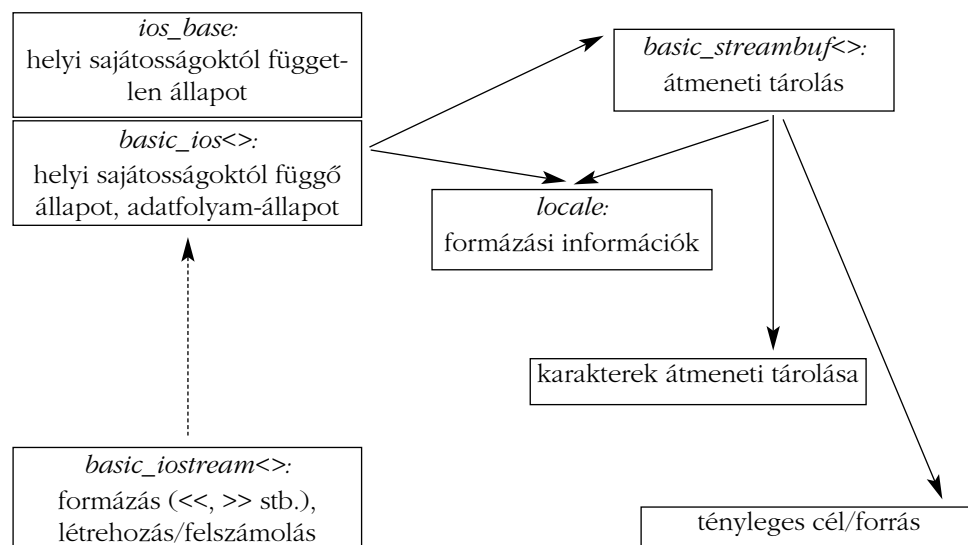 ios_base:
helyi sajátosságoktól függet-
len állapot
basic_streambuf<>:
átmeneti tárolás
basic_ios<>:
helyi sajátosságoktól függő
állapot, adatfolyam-állapot
locale:
formázási információk
karakterek átmeneti tárolása
basic_iostream<>:
formázás (<<, >> stb.),
létrehozás/felszámolás
tényleges cél/forrás